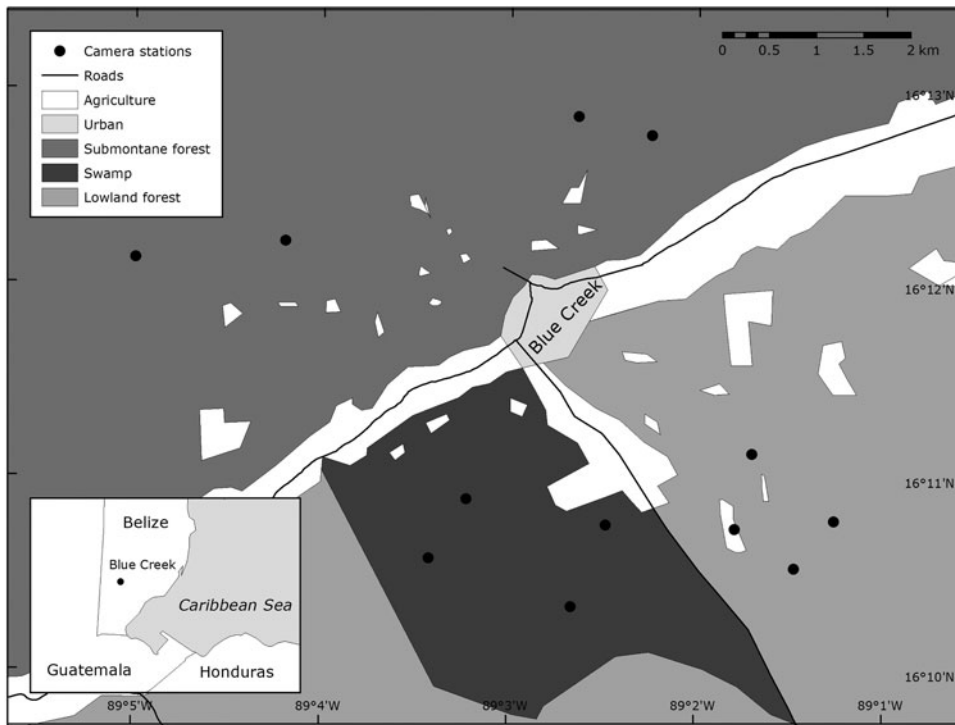 Camera stations
Roads
Agriculture
Urban
Submontane forest
Swamp
Lowland forest
0 0.5 1 2 km
16°13'N
16°12'N
Blue Creek
16°11'N
Belize
Blue Creek
Caribbean Sea
Guatemala
Honduras
16°10'N
89°5'W 89°4'W 89°3'W 89°2'W 89°1'W